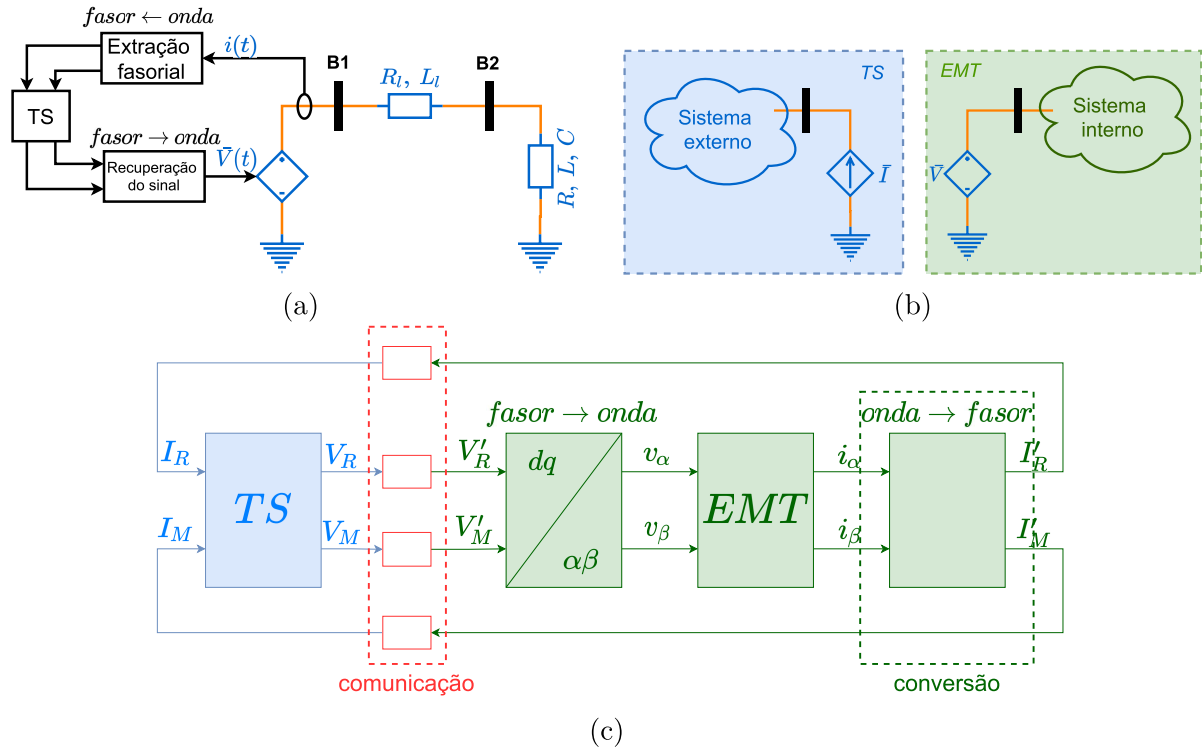 fasor ← onda
Extração
fasorial
i(t)
TS
fasor → onda
Recuperação
do sinal
V̄(t)
B1
R_l, L_l
B2
R, L, C
(a)
TS
Sistema
externo
Ī
EMT
V̄
Sistema
interno
(b)
fasor → onda
onda → fasor
I_R
I_M
TS
V_R
V_M
V′_R
V′_M
dq
αβ
v_α
v_β
EMT
i_α
i_β
I′_R
I′_M
comunicação
conversão
(c)